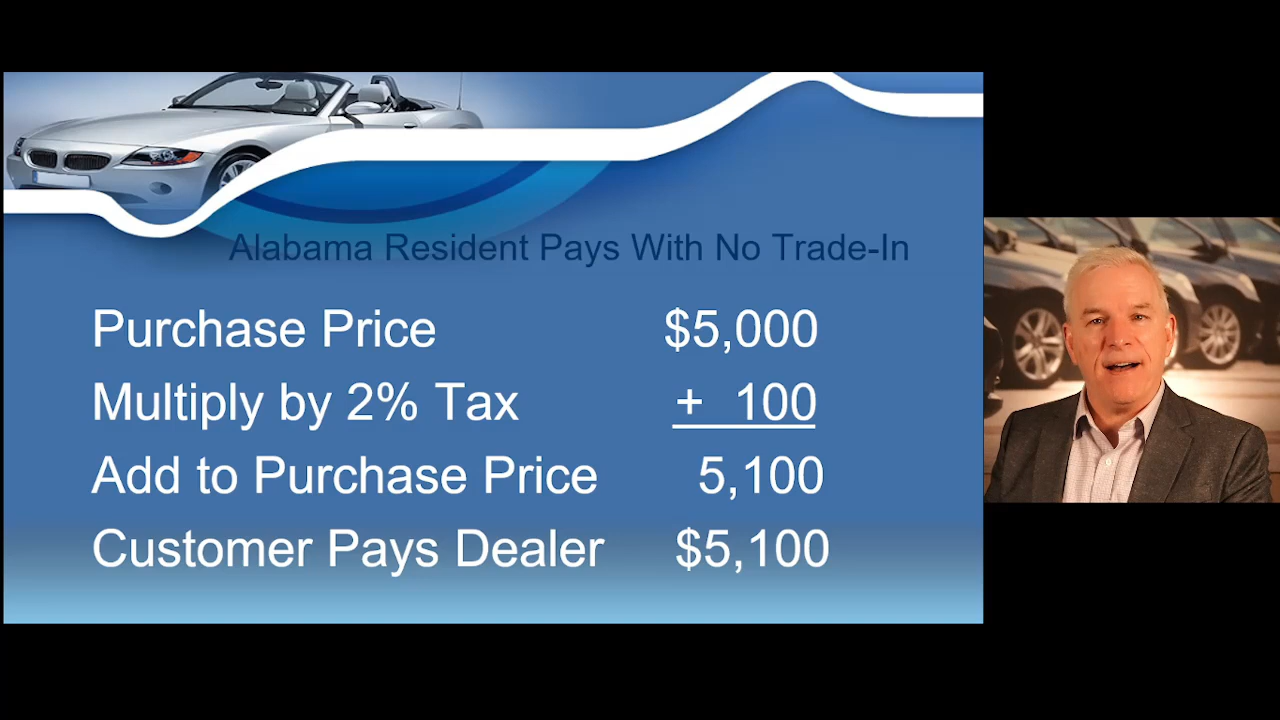 Alabama Resident Pays With No Trade-In
Purchase Price $5,000
Multiply by 2% Tax + 100
Add to Purchase Price 5,100
Customer Pays Dealer $5,100